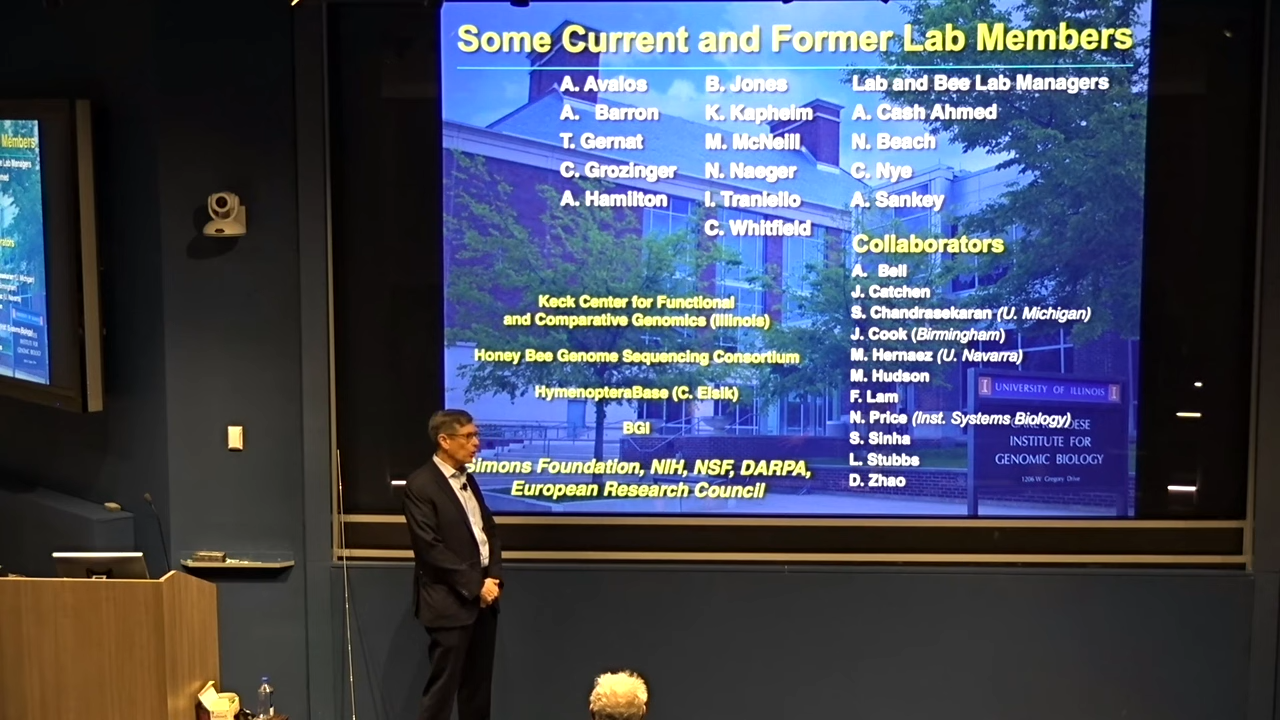 Some Current and Former Lab Members
A. Avalos
A. Barron
T. Gernat
C. Grozinger
A. Hamilton
B. Jones
K. Kapheim
M. McNeill
N. Naeger
I. Traniello
C. Whitfield
Lab and Bee Lab Managers
A. Cash Ahmed
N. Beach
C. Nye
A. Sankey
Collaborators
A. Bell
J. Catchen
S. Chandrasekaran (U. Michigan)
J. Cook (Birmingham)
M. Hernaez (U. Navarra)
M. Hudson
F. Lam
N. Price (Inst. Systems Biology)
S. Sinha
L. Stubbs
D. Zhao
Keck Center for Functional
and Comparative Genomics (Illinois)
Honey Bee Genome Sequencing Consortium
HymenopteraBase (C. Elsik)
BGI
Simons Foundation, NIH, NSF, DARPA,
European Research Council
UNIVERSITY OF ILLINOIS
INSTITUTE FOR
GENOMIC BIOLOGY
1206 W. Gregory Drive
Members